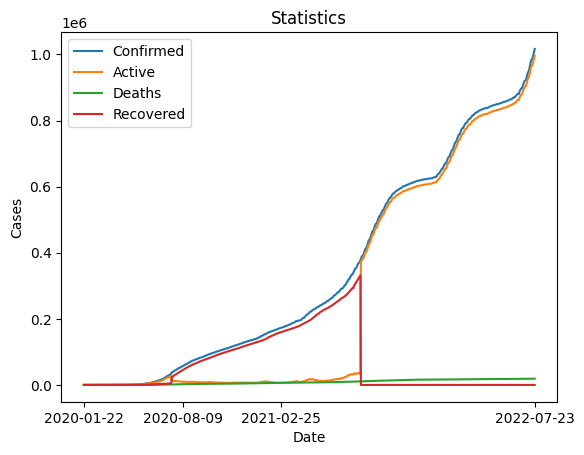 Statistics
1e6
Confirmed
Active
Deaths
Recovered
1.0
0.8
0.6
0.4
0.2
0.0
Cases
2020-01-22 2020-08-09 2021-02-25 2022-07-23
Date